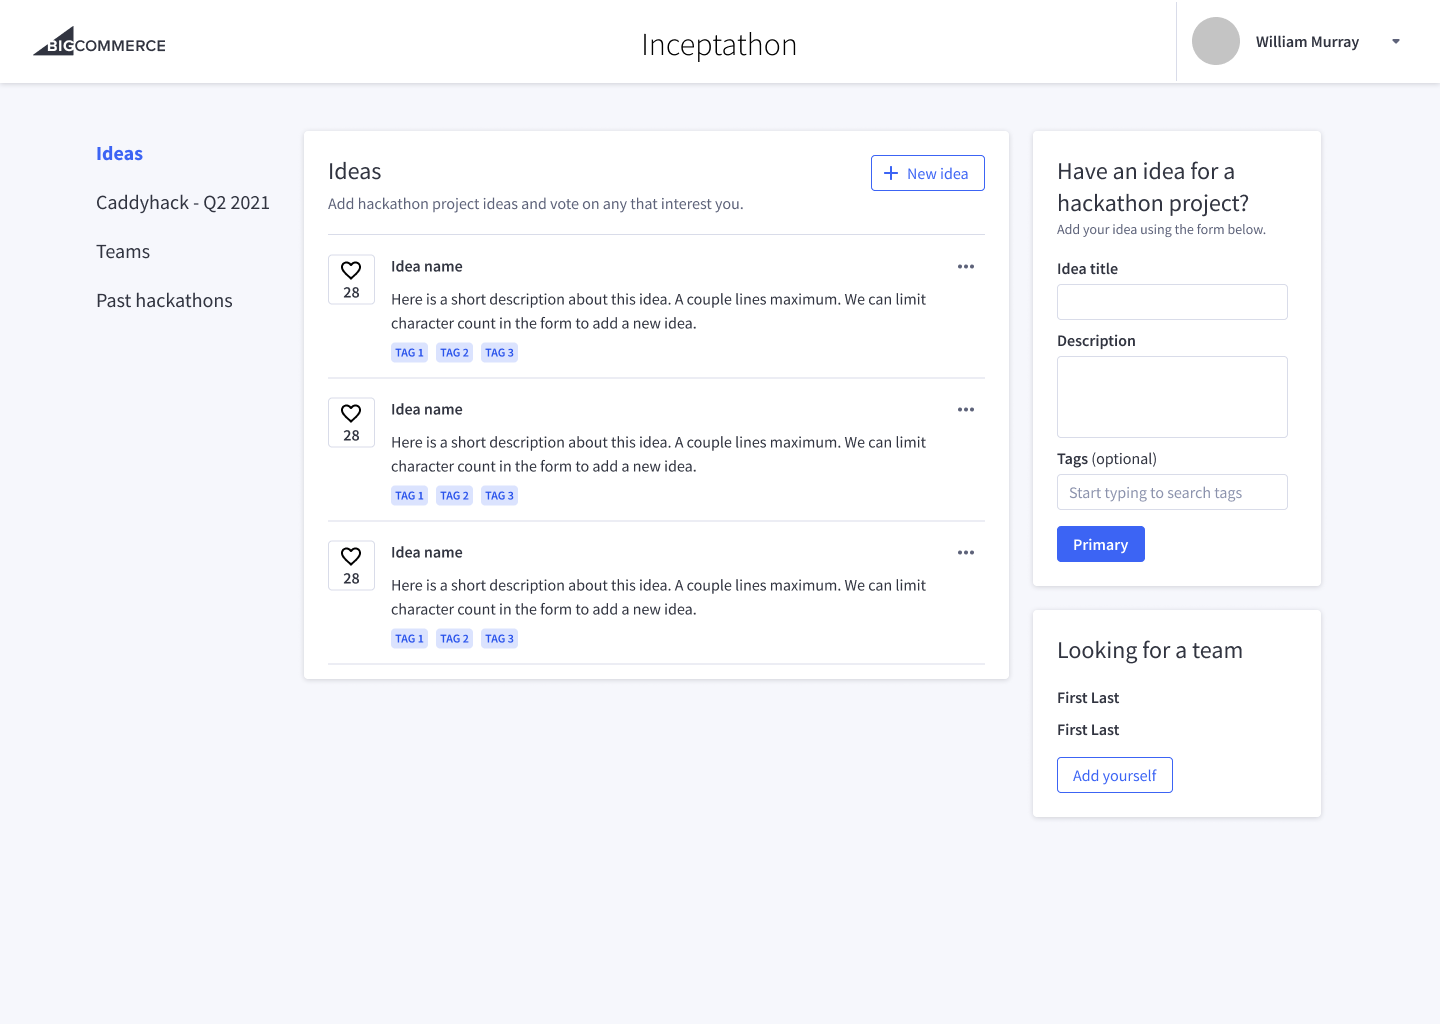 BIGCOMMERCE
Inceptathon
William Murray
Ideas
Caddyhack - Q2 2021
Teams
Past hackathons
Ideas
New idea
Add hackathon project ideas and vote on any that interest you.
28
Idea name
Here is a short description about this idea. A couple lines maximum. We can limit
character count in the form to add a new idea.
TAG 1 TAG 2 TAG 3
28
Idea name
Here is a short description about this idea. A couple lines maximum. We can limit
character count in the form to add a new idea.
TAG 1 TAG 2 TAG 3
28
Idea name
Here is a short description about this idea. A couple lines maximum. We can limit
character count in the form to add a new idea.
TAG 1 TAG 2 TAG 3
Have an idea for a
hackathon project?
Add your idea using the form below.
Idea title
Description
Tags (optional)
Start typing to search tags
Primary
Looking for a team
First Last
First Last
Add yourself